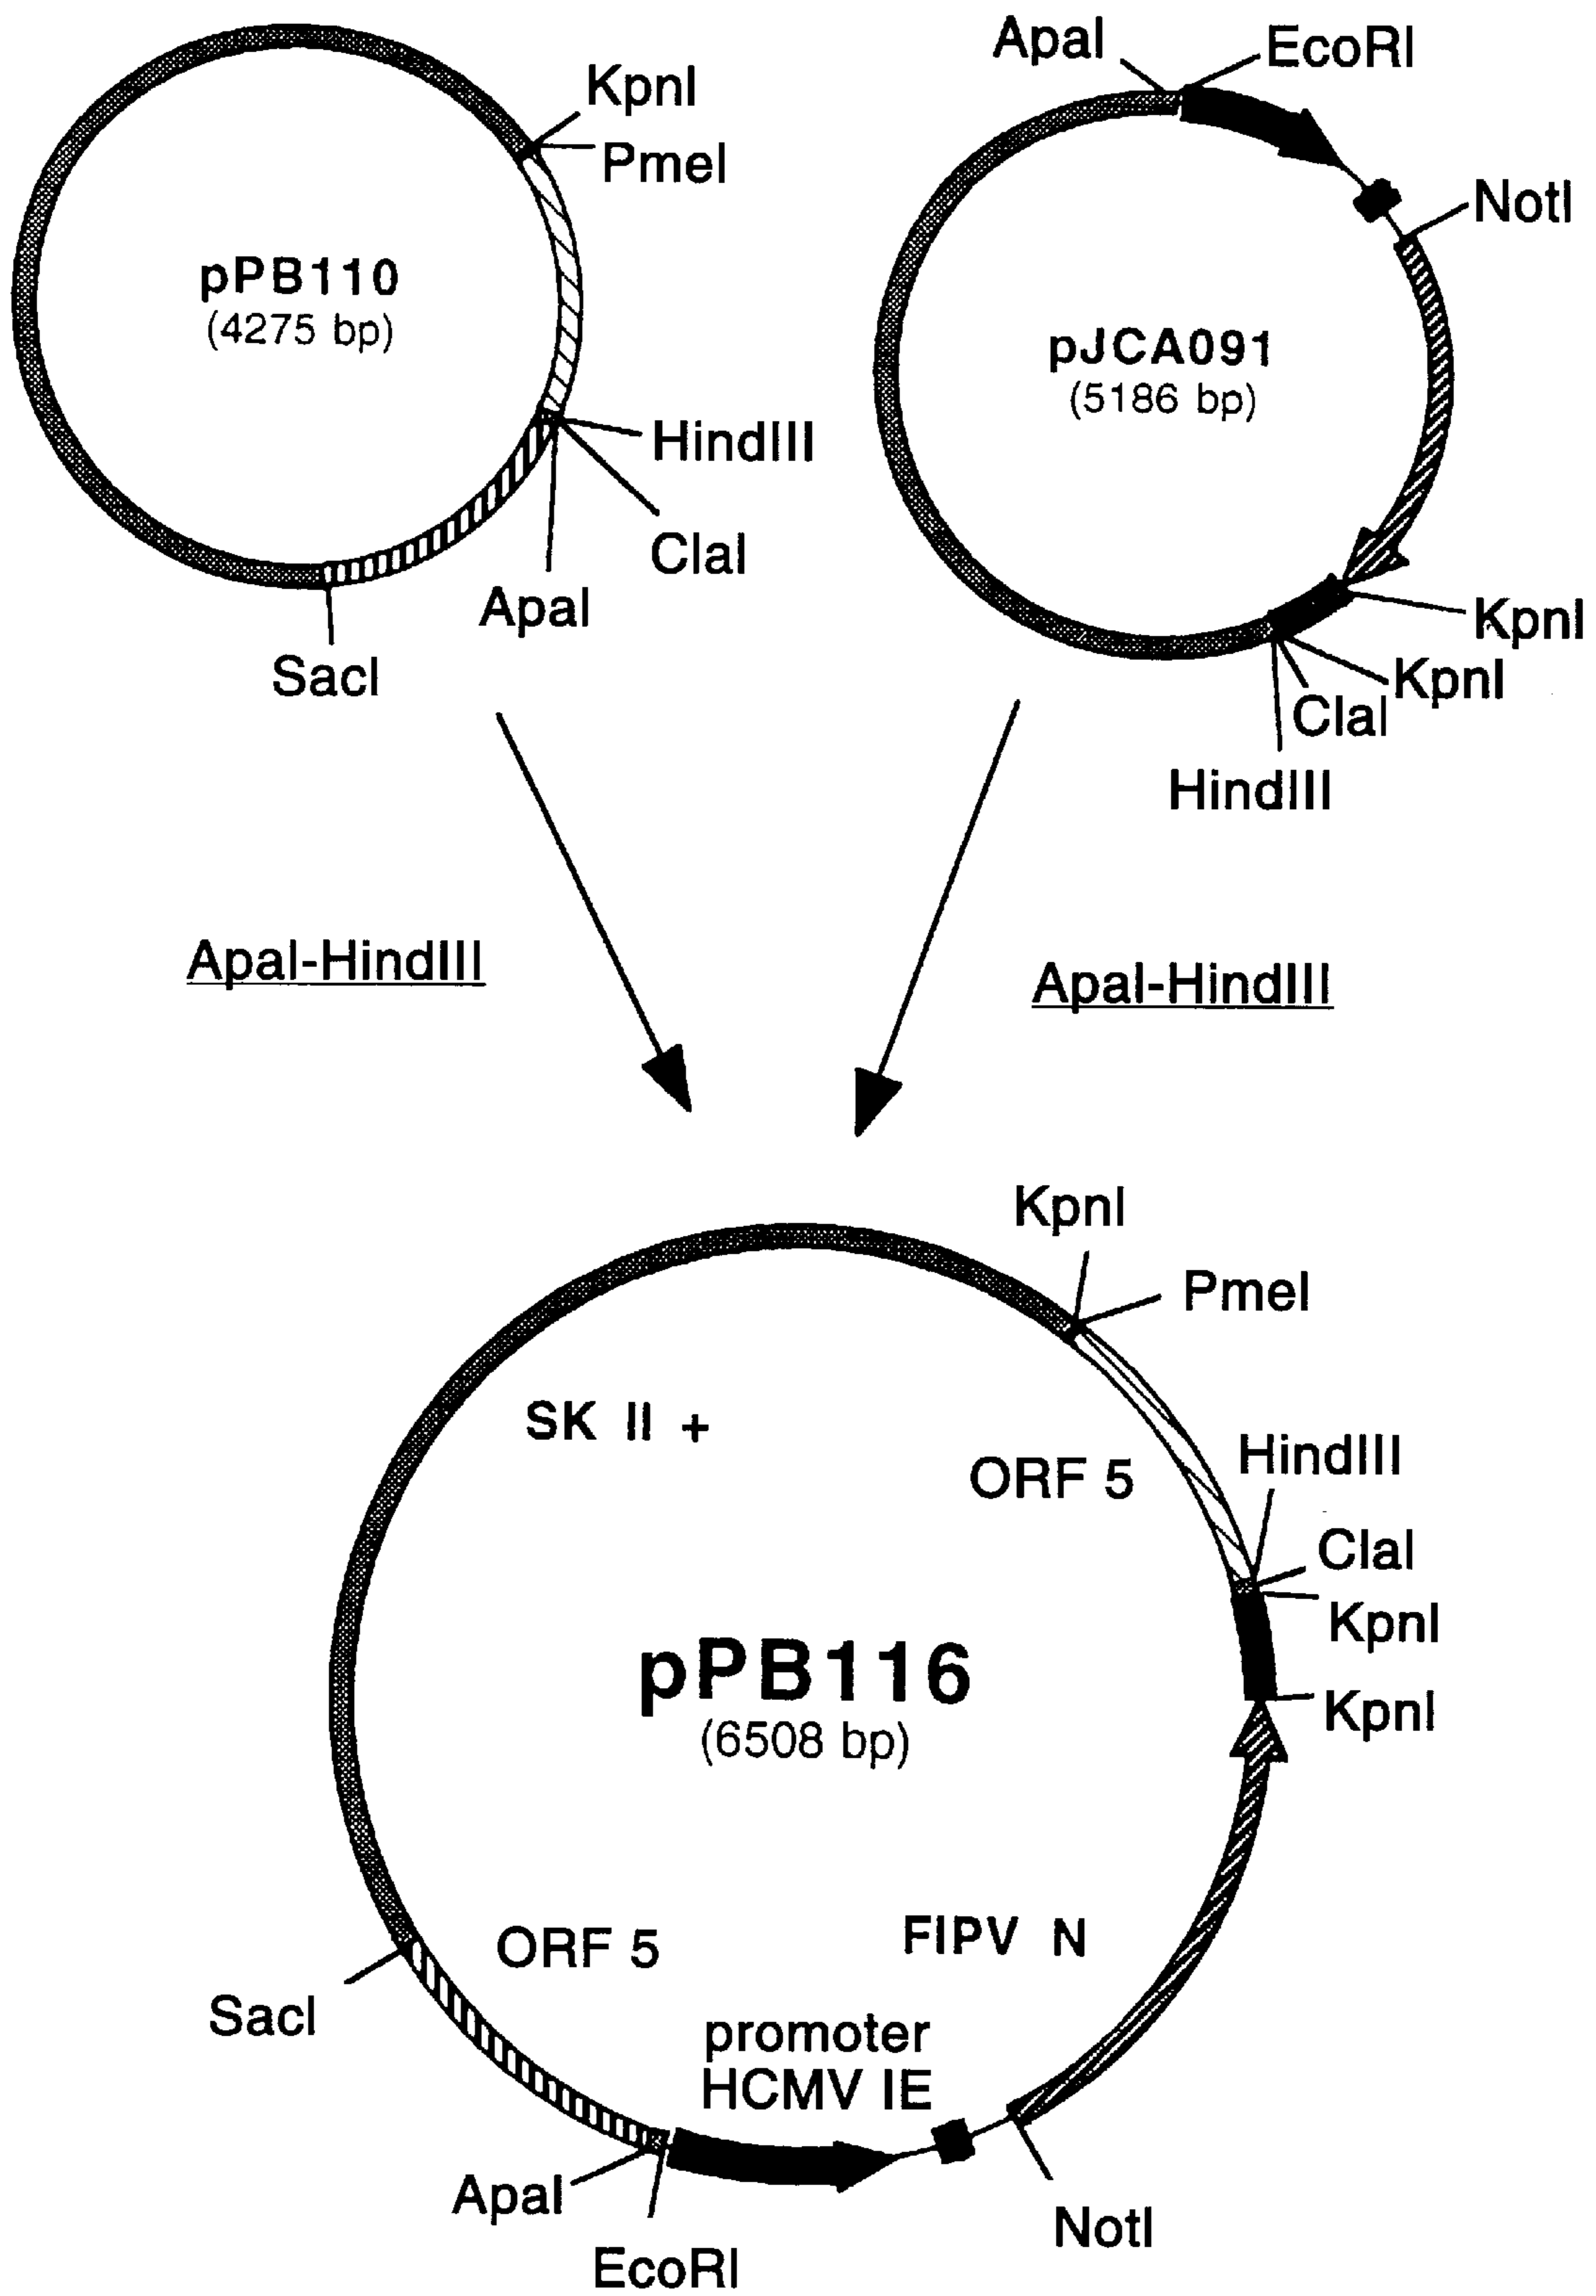 KpnI
PmeI
pPB110
(4275 bp)
HindIII
ClaI
ApaI
SacI
ApaI
EcoRI
NotI
pJCA091
(5186 bp)
KpnI
KpnI
ClaI
HindIII
ApaI-HindIII
ApaI-HindIII
KpnI
PmeI
SK II +
ORF 5
HindIII
ClaI
KpnI
KpnI
pPB116
(6508 bp)
ORF 5
FIPV N
SacI
promoter
HCMV IE
ApaI
EcoRI
NotI